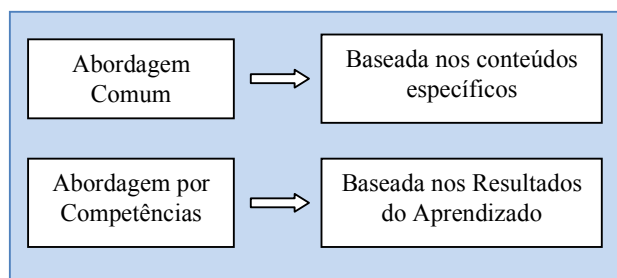 Abordagem
Comum
Baseada nos conteúdos
específicos
Abordagem por
Competências
Baseada nos Resultados
do Aprendizado